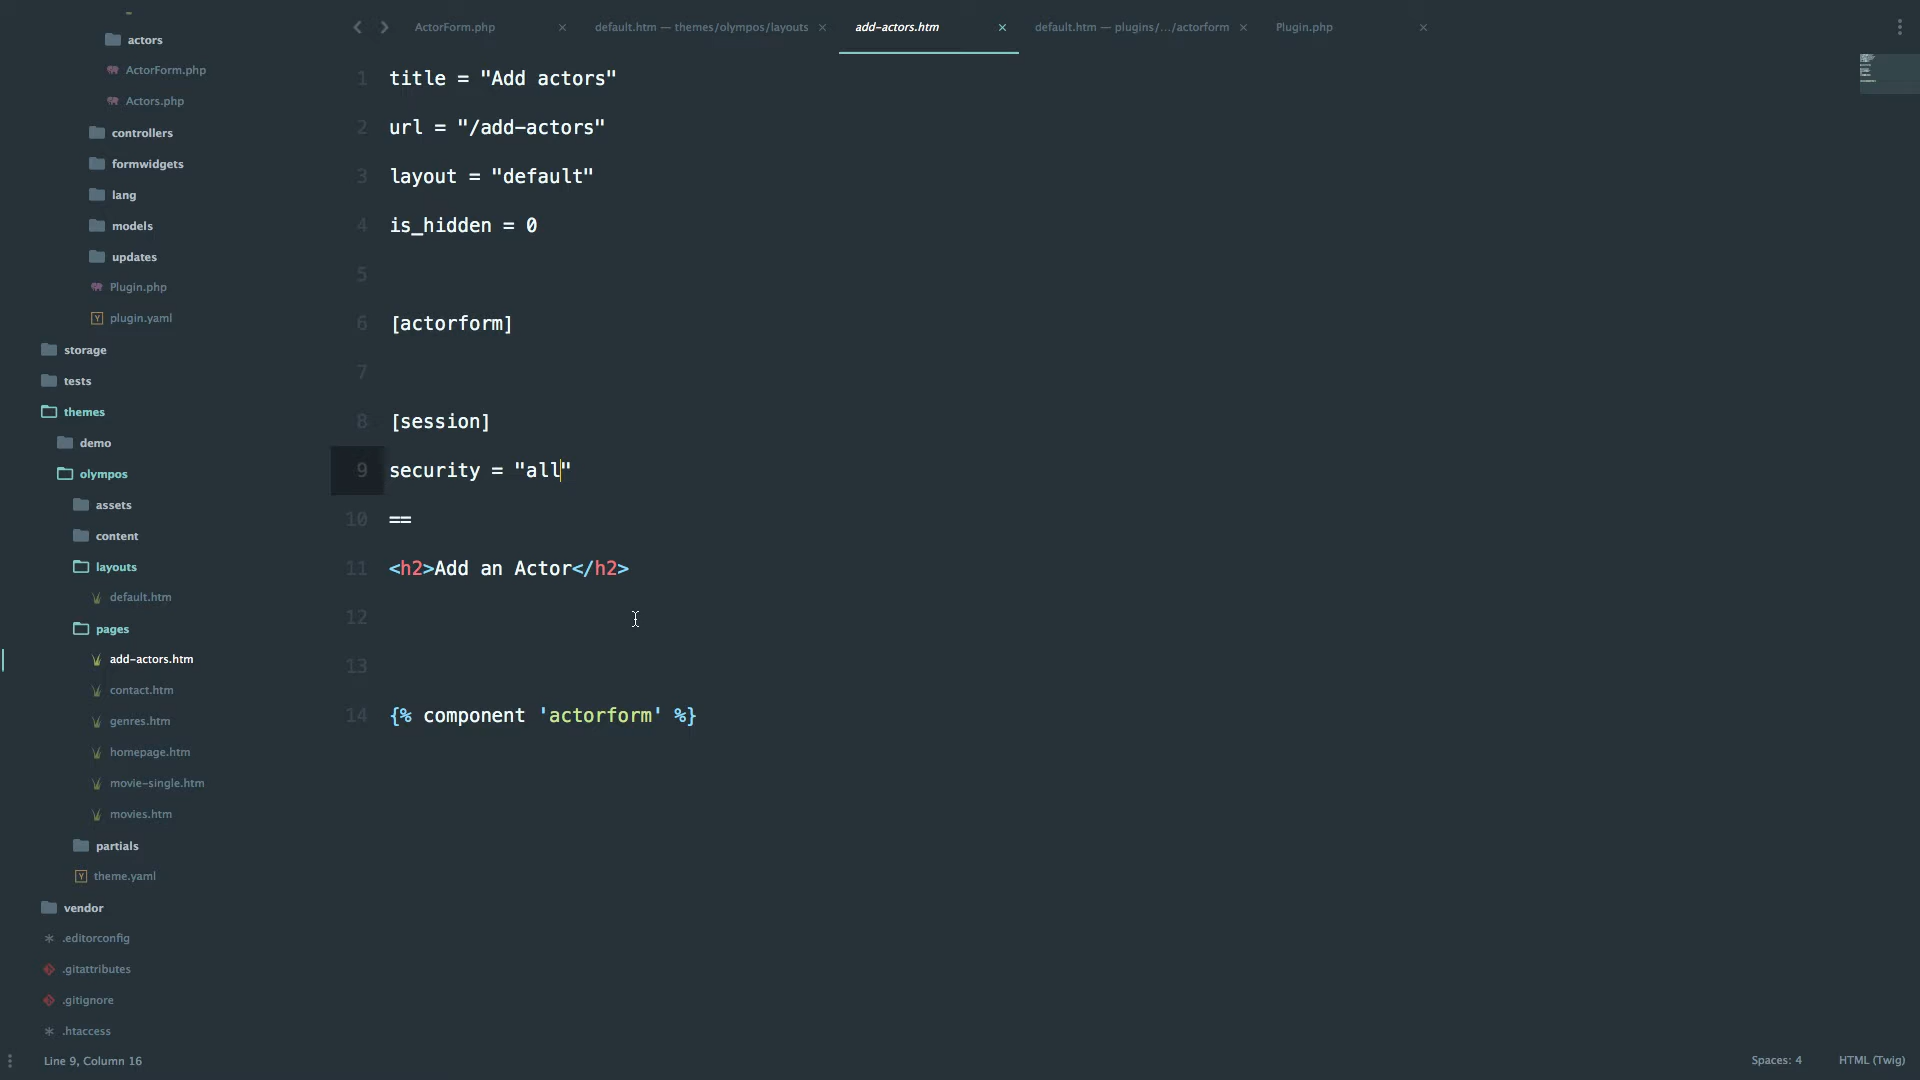 actors
ActorForm.php
Actors.php
controllers
formwidgets
lang
models
updates
Plugin.php
Y plugin.yaml
storage
tests
themes
demo
olympos
assets
content
layouts
default.htm
pages
add-actors.htm
contact.htm
genres.htm
homepage.htm
movie-single.htm
movies.htm
partials
Y theme.yaml
vendor
.editorconfig
.gitattributes
.gitignore
.htaccess
ActorForm.php × default.htm — themes/olympos/layouts × add-actors.htm × default.htm — plugins/.../actorform × Plugin.php ×
1 title = "Add actors"
2 url = "/add-actors"
3 layout = "default"
4 is_hidden = 0
5
6 [actorform]
7
8 [session]
9 security = "all"
10 ==
11 <h2>Add an Actor</h2>
12
13
14 {% component 'actorform' %}
Line 9, Column 16
Spaces: 4 HTML (Twig)